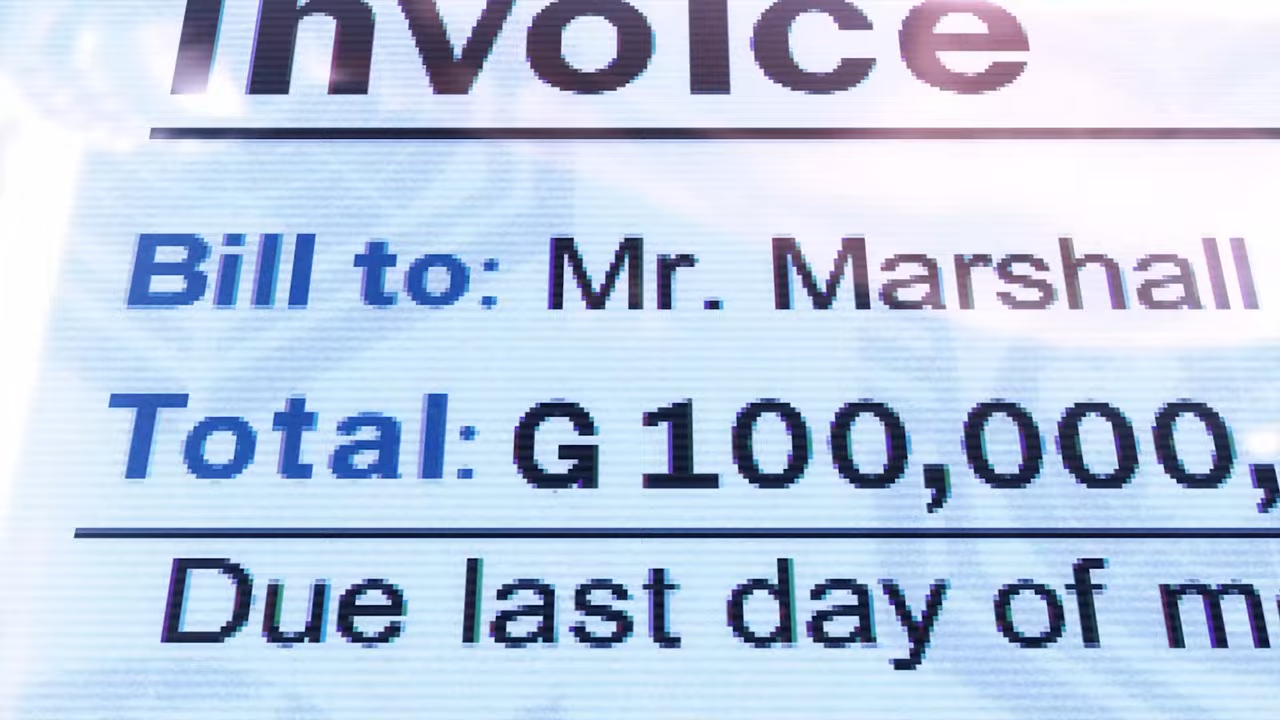 Invoice
Bill to: Mr. Marshall
Total: G 100,000,
Due last day of